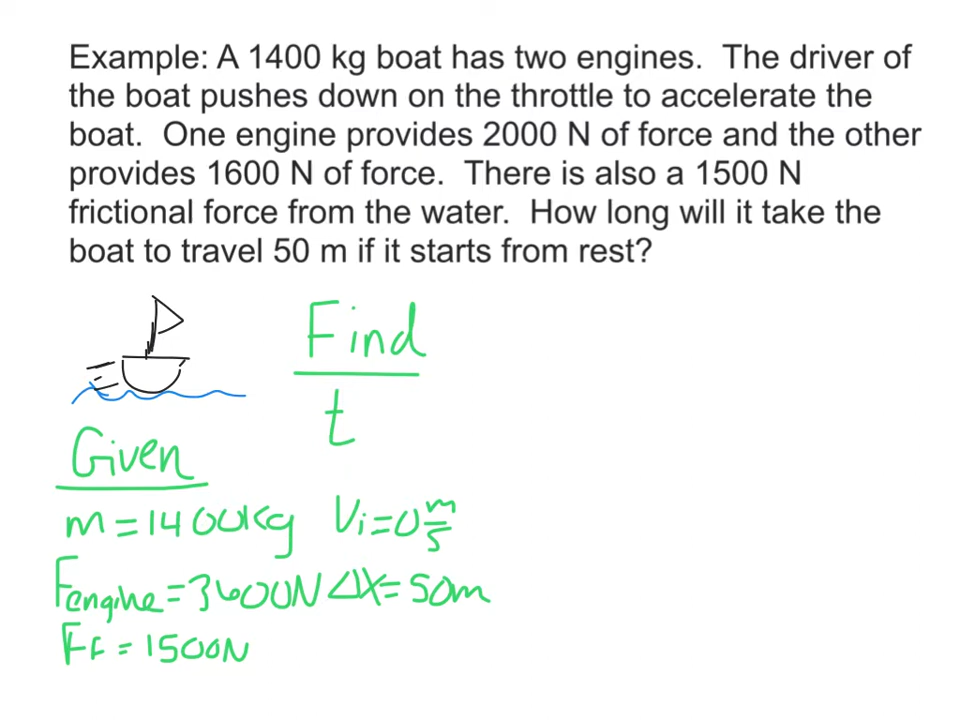 Example: A 1400 kg boat has two engines. The driver of
the boat pushes down on the throttle to accelerate the
boat. One engine provides 2000 N of force and the other
provides 1600 N of force. There is also a 1500 N
frictional force from the water. How long will it take the
boat to travel 50 m if it starts from rest?
Find
t
Given
m = 1400kg Vi = 0 m/s
Fengine = 3600N ΔX = 50m
Ff = 1500N